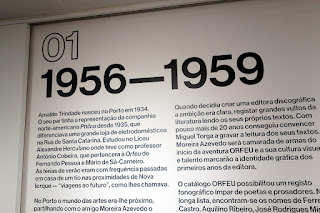 01
1956—1959
Arnaldo Trindade nasceu no Porto em 1934.
O seu pai tinha a representação da companhia
norte-americana Philco desde 1935, que
diferenciava uma grande loja de eletrodomésticos
na Rua de Santa Catarina. Estudou no Liceu
Alexandre Herculano onde teve como professor
António Cobeira, que pertencera à Orfeu de
Fernando Pessoa e Mário de Sá-Carneiro.
As férias de verão eram com frequência passadas
em casa de um tio nas proximidades de Nova
Iorque — “viagens ao futuro”, como lhes chamava.
No Porto o mundo das artes era-lhe próximo,
partilhando com o amigo Moreira Azevedo o
Quando decidiu criar uma editora discográfica
a ambição era clara, registar grandes vultos da
literatura lendo os seus próprios textos. Com
pouco mais de 20 anos conseguiu convencer
Miguel Torga a gravar a leitura dos seus textos.
Moreira Azevedo será camarada de armas do
início da aventura ORFEU e a sua cultura visual
e talento marcarão a identidade gráfica dos
primeiros anos da editora.
O catálogo ORFEU possibilitou um registo
fonográfico ímpar de poetas e prosadores. N
longa lista, encontram-se os nomes de Ferre
Castro, Aquilino Ribeiro, José Rodrigues Mi